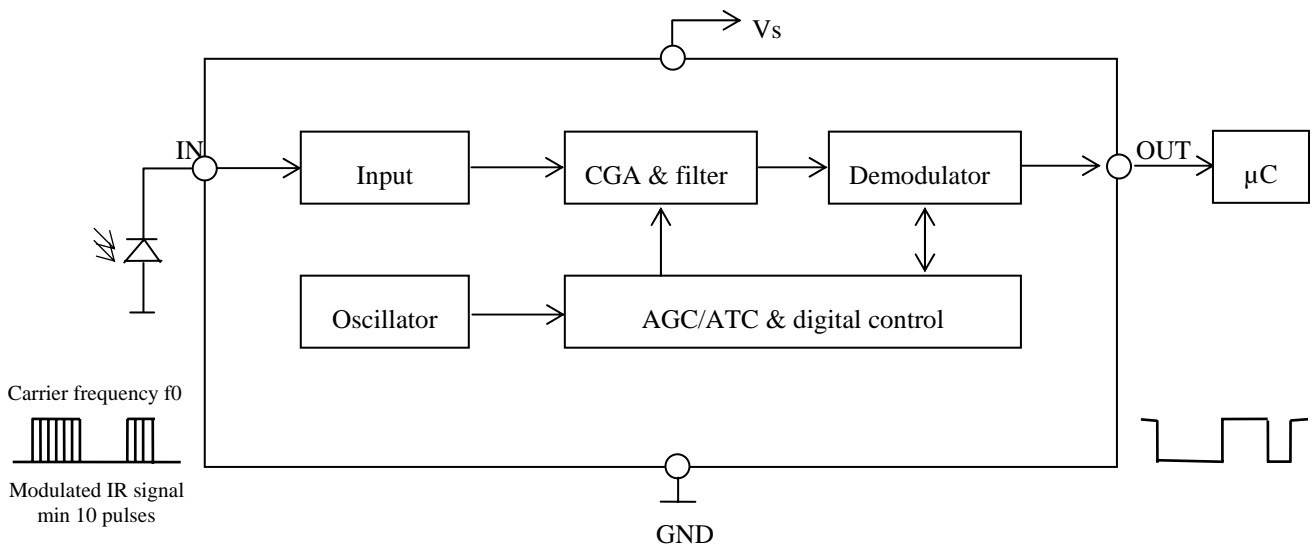 Vs
IN
OUT
Input
CGA & filter
Demodulator
µC
Oscillator
AGC/ATC & digital control
Carrier frequency f0
Modulated IR signal
min 10 pulses
GND